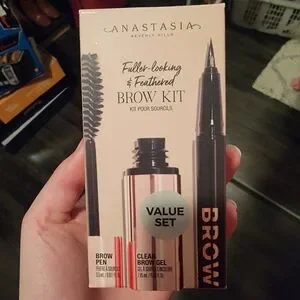 ANASTASIA
BEVERLY HILLS
Fuller-looking
& Feathered
BROW KIT
KIT POUR SOURCILS
VALUE
SET
BROW
PEN
CLEAR
BROW GEL
BROW